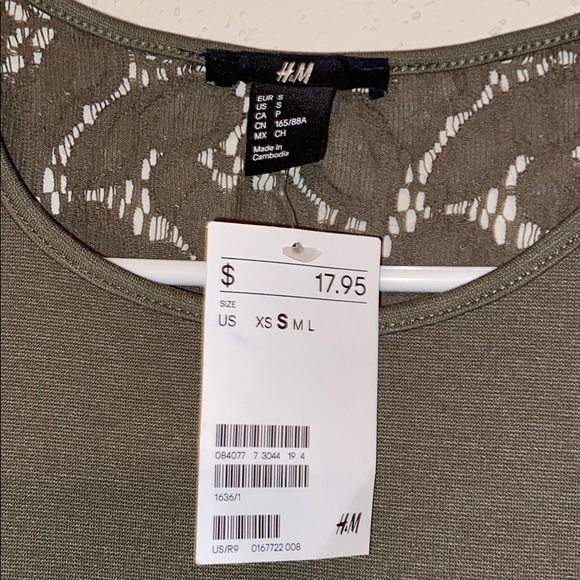 H&M
EUR S
US S
CA P
CN 165/88A
MX CH
Made in
Cambodia
$ 17.95
SIZE
US XS S M L
084077 7 3044 19 4
1636/1
H&M
US/R9 0167722 008